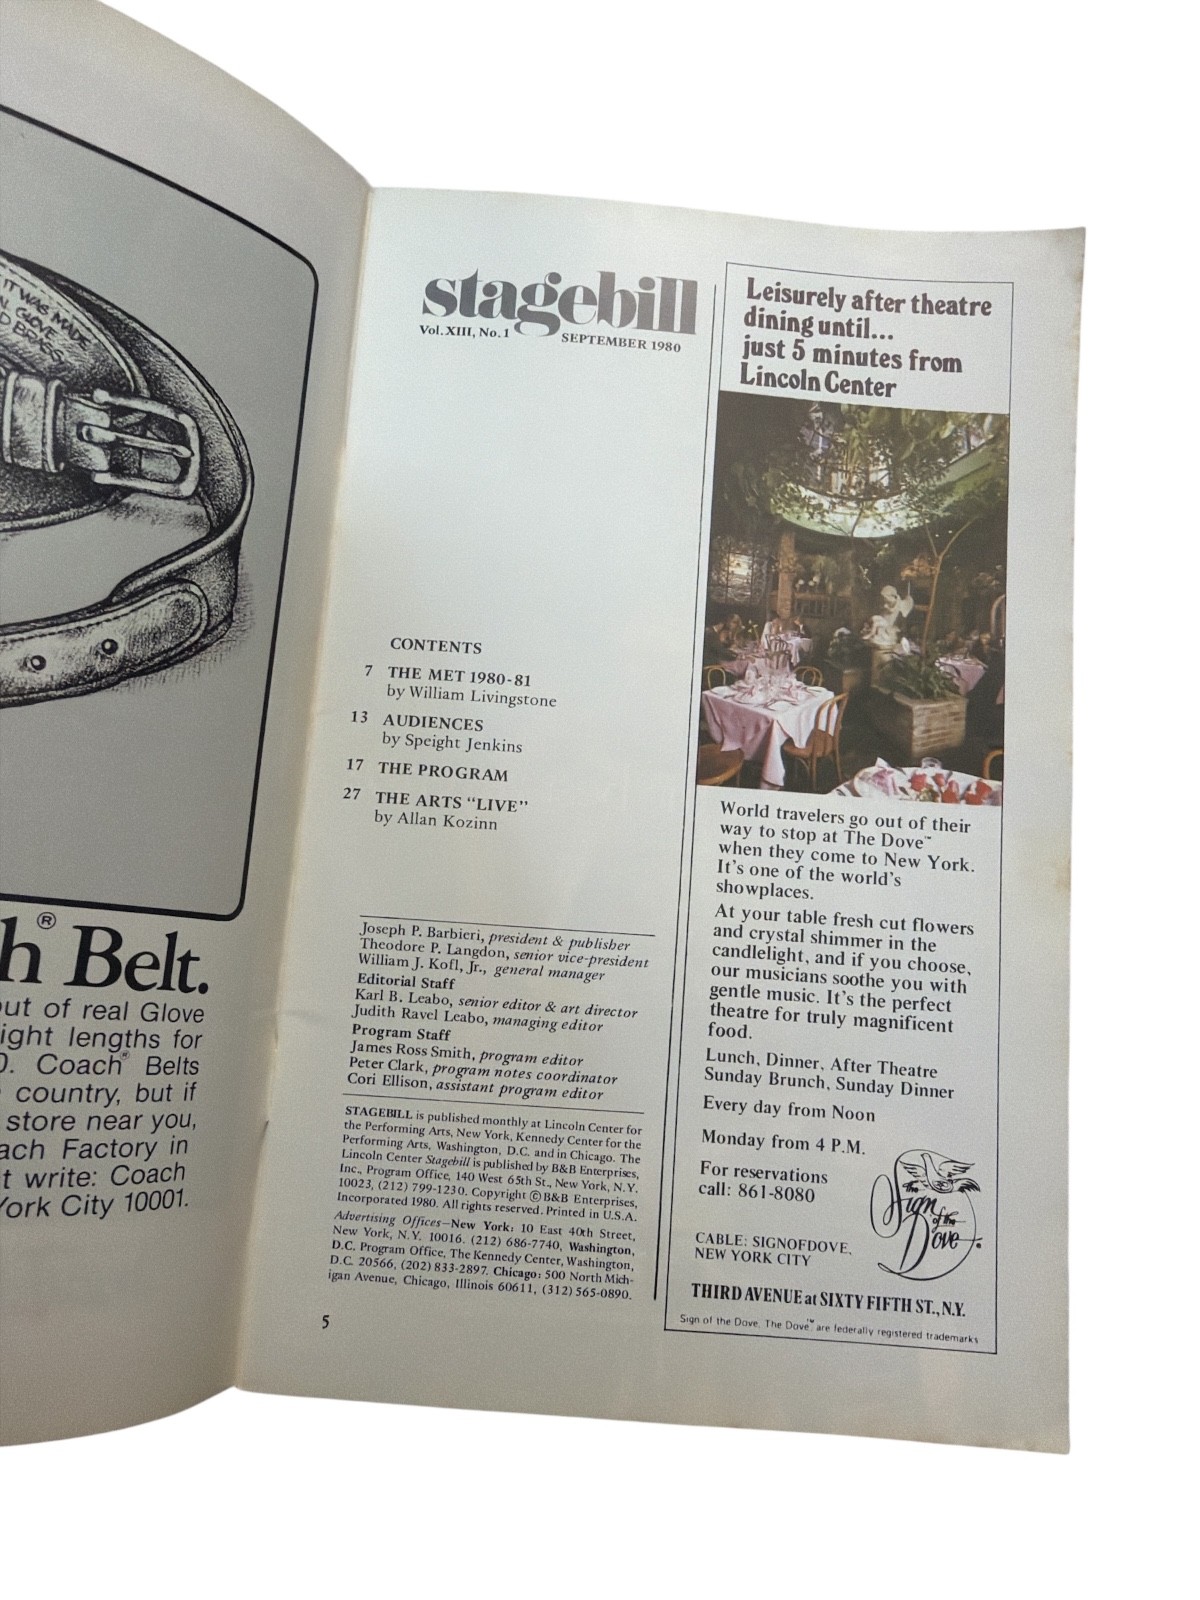 IT WAS MADE
GLOVE
BRASS
h® Belt.
out of real Glove
ight lengths for
0. Coach® Belts
country, but if
store near you,
ach Factory in
t write: Coach
York City 10001.
stagebill
Vol. XIII, No. 1
SEPTEMBER 1980
CONTENTS
7 THE MET 1980-81
by William Livingstone
13 AUDIENCES
by Speight Jenkins
17 THE PROGRAM
27 THE ARTS "LIVE"
by Allan Kozinn
Joseph P. Barbieri, president & publisher
Theodore P. Langdon, senior vice-president
William J. Kofl, Jr., general manager
Editorial Staff
Karl B. Leabo, senior editor & art director
Judith Ravel Leabo, managing editor
Program Staff
James Ross Smith, program editor
Peter Clark, program notes coordinator
Cori Ellison, assistant program editor
STAGEBILL is published monthly at Lincoln Center for
the Performing Arts, New York, Kennedy Center for the
Performing Arts, Washington, D.C. and in Chicago. The
Lincoln Center Stagebill is published by B&B Enterprises,
Inc., Program Office, 140 West 65th St., New York, N.Y.
10023, (212) 799-1230. Copyright © B&B Enterprises,
Incorporated 1980. All rights reserved. Printed in U.S.A.
Advertising Offices—New York: 10 East 40th Street,
New York, N.Y. 10016. (212) 686-7740, Washington,
D.C. Program Office, The Kennedy Center, Washington,
D.C. 20566, (202) 833-2897. Chicago: 500 North Mich-
igan Avenue, Chicago, Illinois 60611, (312) 565-0890.
5
Leisurely after theatre
dining until...
just 5 minutes from
Lincoln Center
World travelers go out of their
way to stop at The Dove™
when they come to New York.
It's one of the world's
showplaces.
At your table fresh cut flowers
and crystal shimmer in the
candlelight, and if you choose,
our musicians soothe you with
gentle music. It's the perfect
theatre for truly magnificent
food.
Lunch, Dinner, After Theatre
Sunday Brunch, Sunday Dinner
Every day from Noon
Monday from 4 P.M.
For reservations
call: 861-8080
The
Sign
of the
Dove
CABLE: SIGNOFDOVE,
NEW YORK CITY
THIRD AVENUE at SIXTY FIFTH ST., N.Y.
Sign of the Dove, The Dove™ are federally registered trademarks